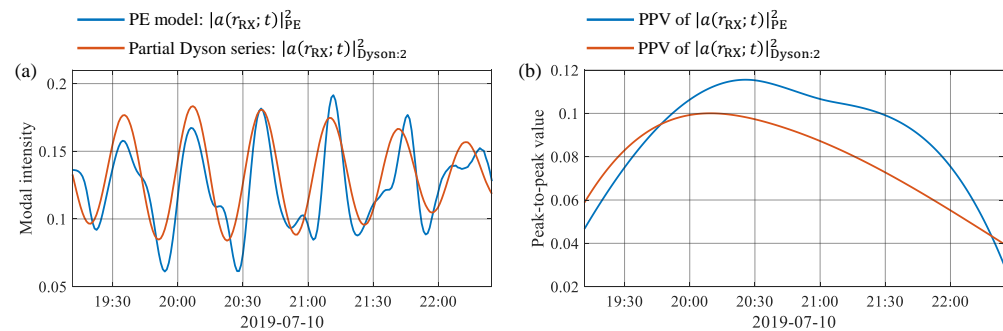 PE model: |a(r_RX; t)|²_PE
Partial Dyson series: |a(r_RX; t)|²_Dyson:2
PPV of |a(r_RX; t)|²_PE
PPV of |a(r_RX; t)|²_Dyson:2
(a)
0.2
0.15
0.1
0.05
Modal intensity
19:30 20:00 20:30 21:00 21:30 22:00
2019-07-10
(b)
0.12
0.1
0.08
0.06
0.04
0.02
Peak-to-peak value
19:30 20:00 20:30 21:00 21:30 22:00
2019-07-10